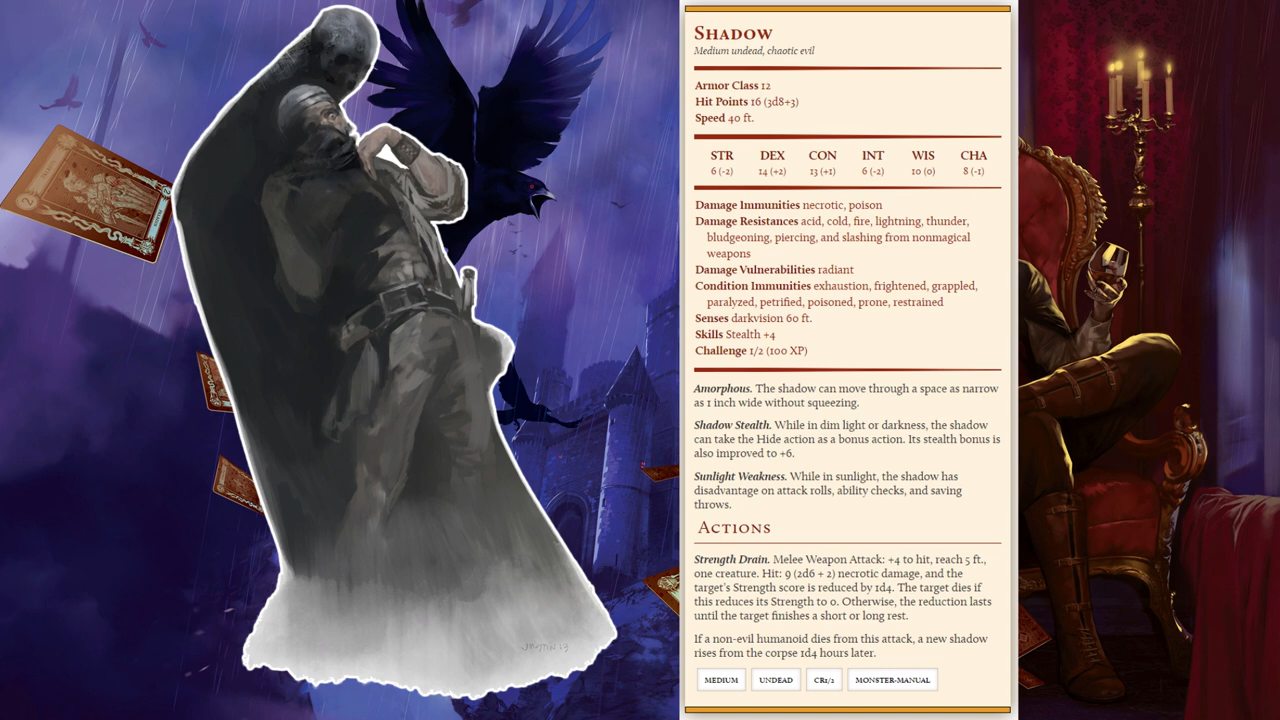 Shadow
Medium undead, chaotic evil
Armor Class 12
Hit Points 16 (3d8+3)
Speed 40 ft.
STR DEX CON INT WIS CHA
6 (-2) 14 (+2) 13 (+1) 6 (-2) 10 (0) 8 (-1)
Damage Immunities necrotic, poison
Damage Resistances acid, cold, fire, lightning, thunder,
bludgeoning, piercing, and slashing from nonmagical
weapons
Damage Vulnerabilities radiant
Condition Immunities exhaustion, frightened, grappled,
paralyzed, petrified, poisoned, prone, restrained
Senses darkvision 60 ft.
Skills Stealth +4
Challenge 1/2 (100 XP)
Amorphous. The shadow can move through a space as narrow
as 1 inch wide without squeezing.
Shadow Stealth. While in dim light or darkness, the shadow
can take the Hide action as a bonus action. Its stealth bonus is
also improved to +6.
Sunlight Weakness. While in sunlight, the shadow has
disadvantage on attack rolls, ability checks, and saving
throws.
Actions
Strength Drain. Melee Weapon Attack: +4 to hit, reach 5 ft.,
one creature. Hit: 9 (2d6 + 2) necrotic damage, and the
target's Strength score is reduced by 1d4. The target dies if
this reduces its Strength to 0. Otherwise, the reduction lasts
until the target finishes a short or long rest.
If a non-evil humanoid dies from this attack, a new shadow
rises from the corpse 1d4 hours later.
MEDIUM UNDEAD CR1/2 MONSTER-MANUAL